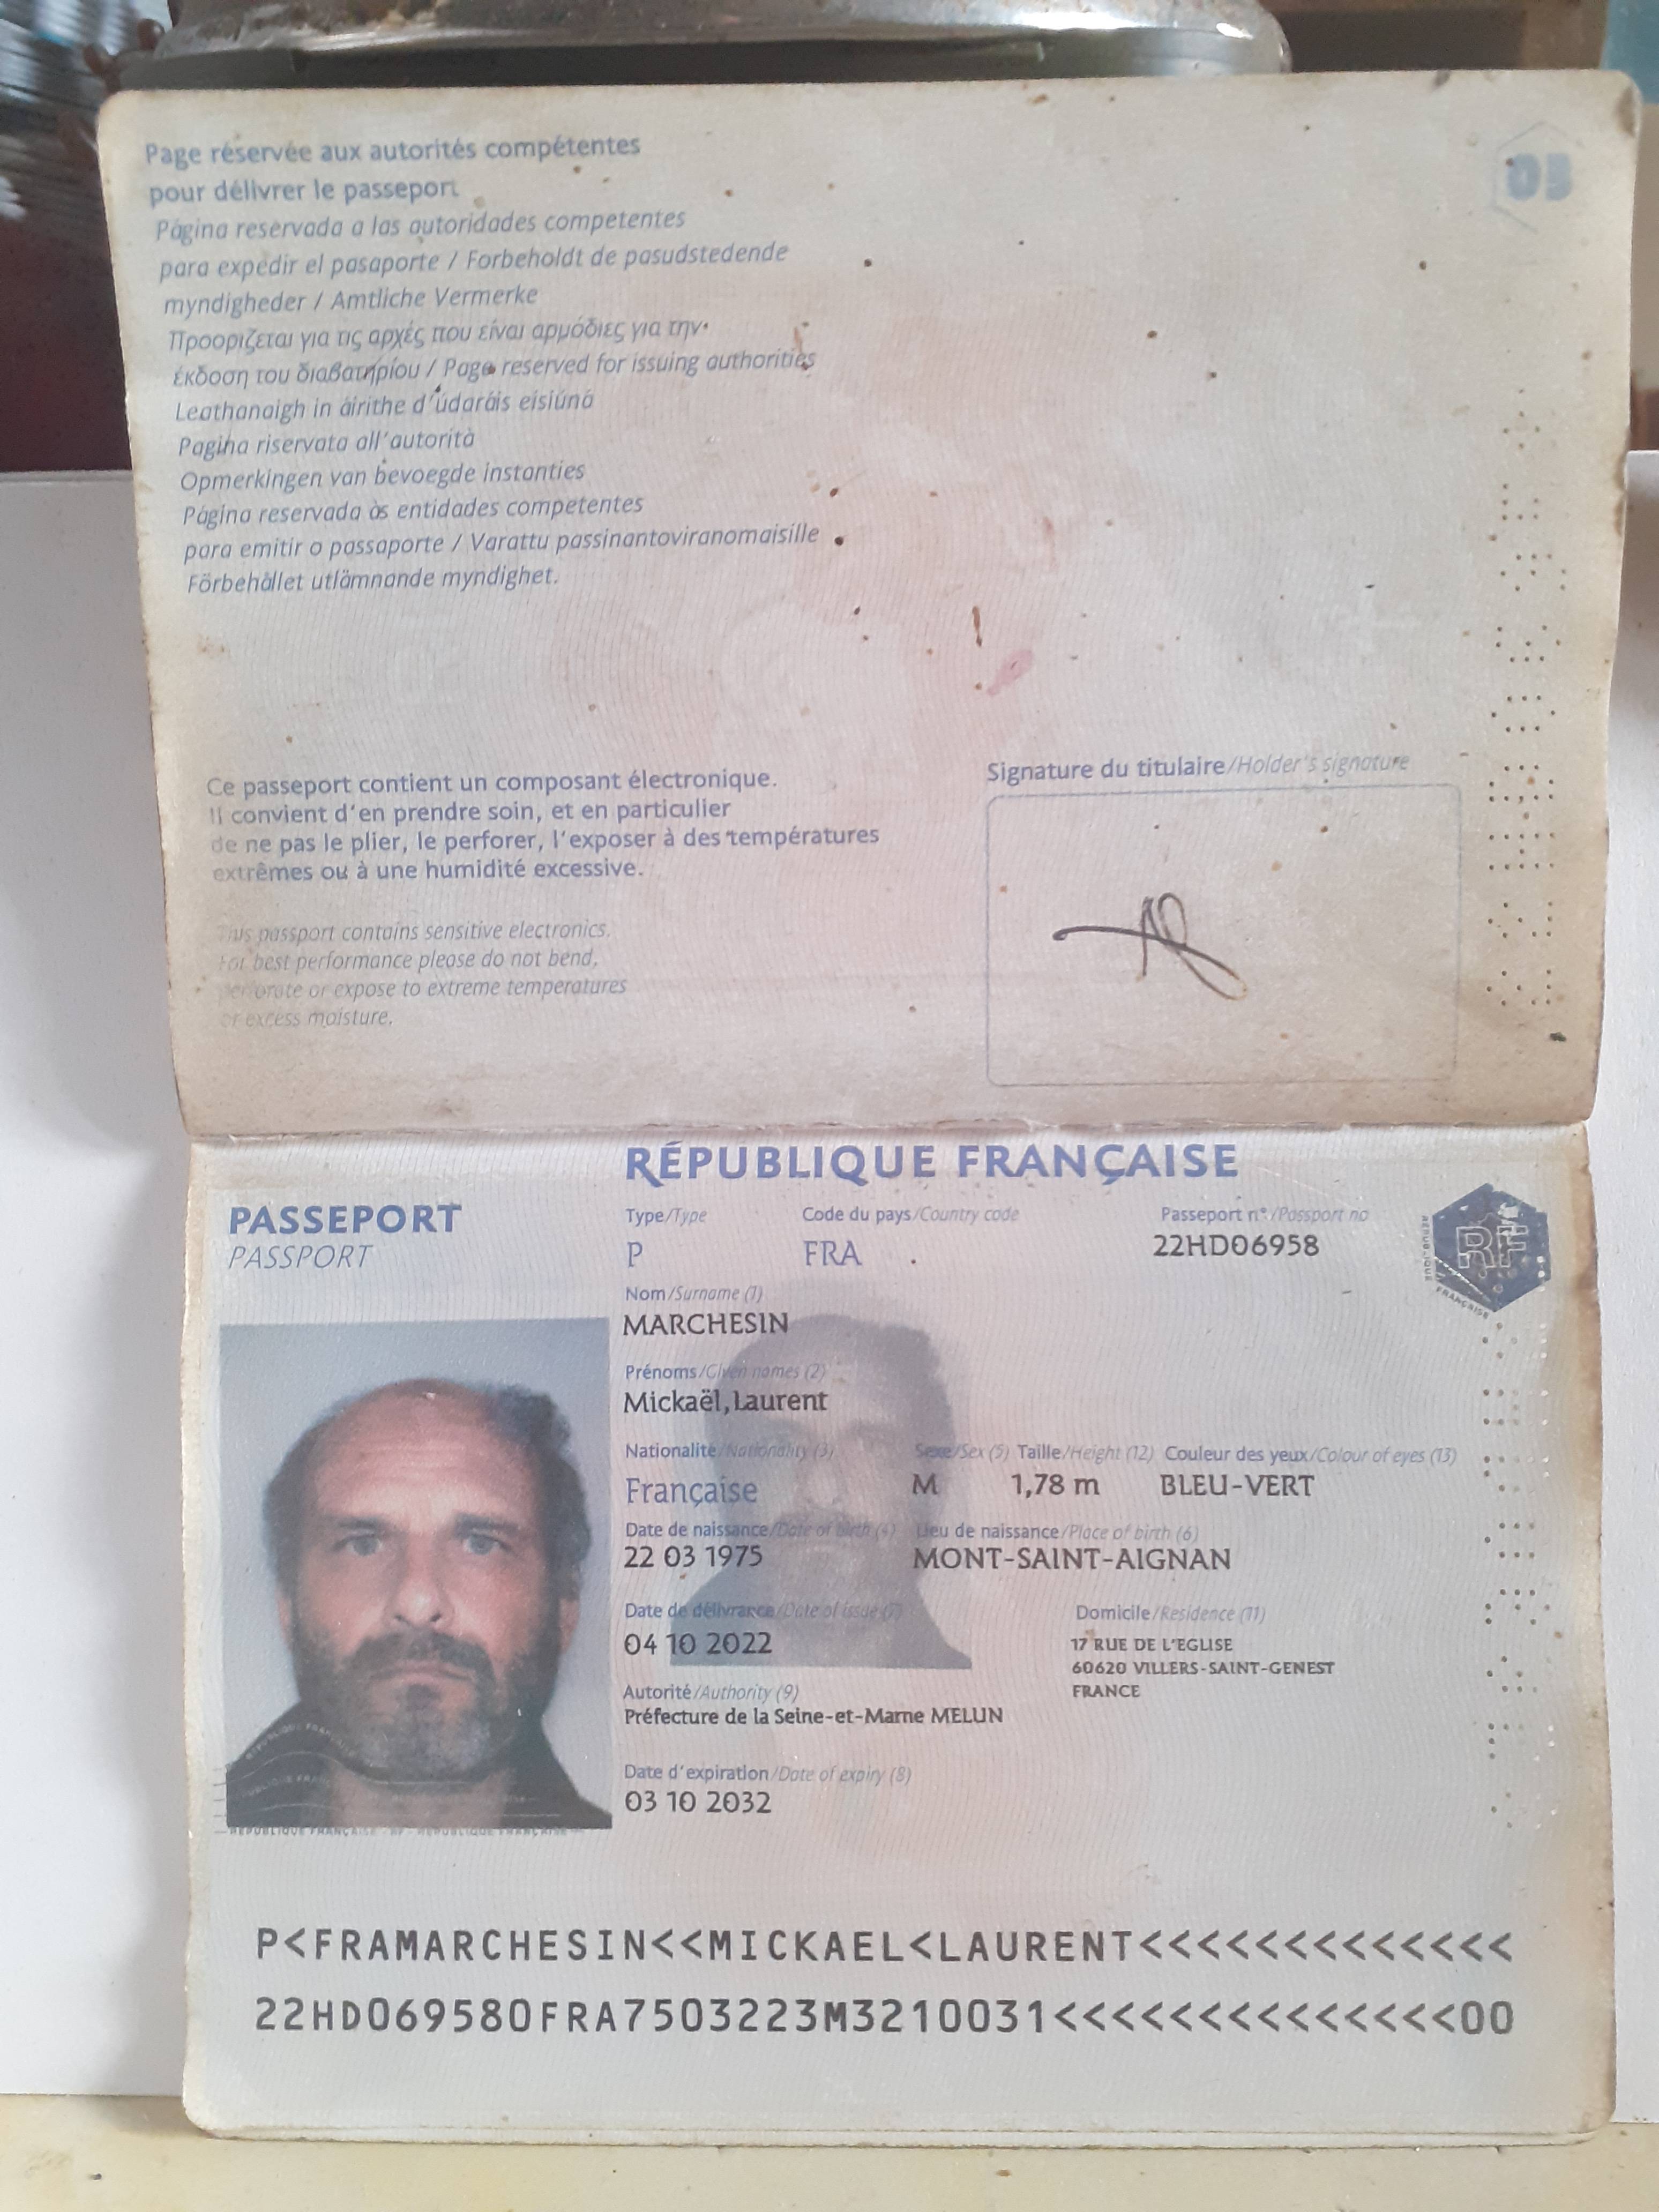 03
Page réservée aux autorités compétentes
pour délivrer le passeport
Página reservada a las autoridades competentes
para expedir el pasaporte / Forbeholdt de pasudstedende
myndigheder / Amtliche Vermerke
Προορίζεται για τις αρχές που είναι αρμόδιες για την
έκδοση του διαβατηρίου / Page reserved for issuing authorities
Leathanaigh in áirithe d'údaráis eisiúna
Pagina riservata all'autorità
Opmerkingen van bevoegde instanties
Página reservada às entidades competentes
para emitir o passaporte / Varattu passinantoviranomaisille
Förbehållet utlämnande myndighet.
Ce passeport contient un composant électronique.
Il convient d'en prendre soin, et en particulier
de ne pas le plier, le perforer, l'exposer à des températures
extrêmes ou à une humidité excessive.
This passport contains sensitive electronics.
For best performance please do not bend,
perforate or expose to extreme temperatures
or excess moisture.
Signature du titulaire/Holder's signature
RÉPUBLIQUE FRANÇAISE
PASSEPORT
PASSPORT
Type/Type Code du pays/Country code Passeport n°/Passport no
P FRA 22HD06958
RF
RÉPUBLIQUE FRANÇAISE
Nom/Surname (1)
MARCHESIN
Prénoms/Given names (2)
Mickaël, Laurent
Nationalité/Nationality (3) Sexe/Sex (5) Taille/Height (12) Couleur des yeux/Colour of eyes (13)
Française M 1,78 m BLEU-VERT
Date de naissance/Date of birth (4) Lieu de naissance/Place of birth (6)
22 03 1975 MONT-SAINT-AIGNAN
Date de délivrance/Date of issue (7) Domicile/Residence (11)
04 10 2022
17 RUE DE L'EGLISE
60620 VILLERS-SAINT-GENEST
FRANCE
Autorité/Authority (9)
Préfecture de la Seine-et-Marne MELUN
Date d'expiration/Date of expiry (8)
03 10 2032
RÉPUBLIQUE FRANÇAISE RF RÉPUBLIQUE FRANÇAISE
P<FRAMARCHESIN<<MICKAEL<LAURENT<<<<<<<<<<<<<
22HD069580FRA7503223M3210031<<<<<<<<<<<<<<00